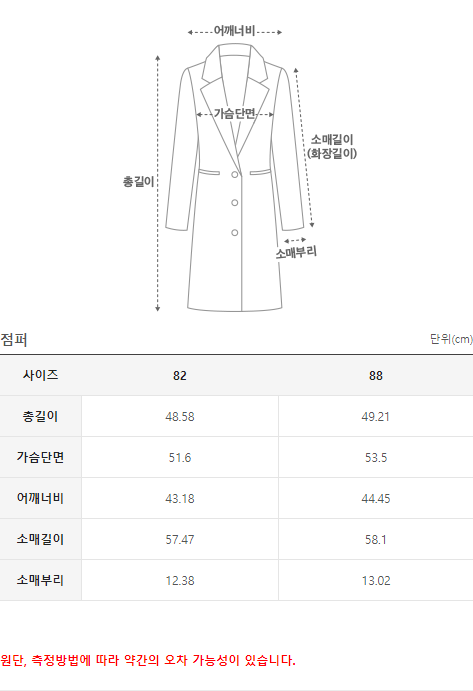 어깨너비
가슴단면
소매길이
(화장길이)
총길이
소매부리
점퍼 단위(cm)
사이즈 82 88
총길이 48.58 49.21
가슴단면 51.6 53.5
어깨너비 43.18 44.45
소매길이 57.47 58.1
소매부리 12.38 13.02
원단, 측정방법에 따라 약간의 오차 가능성이 있습니다.